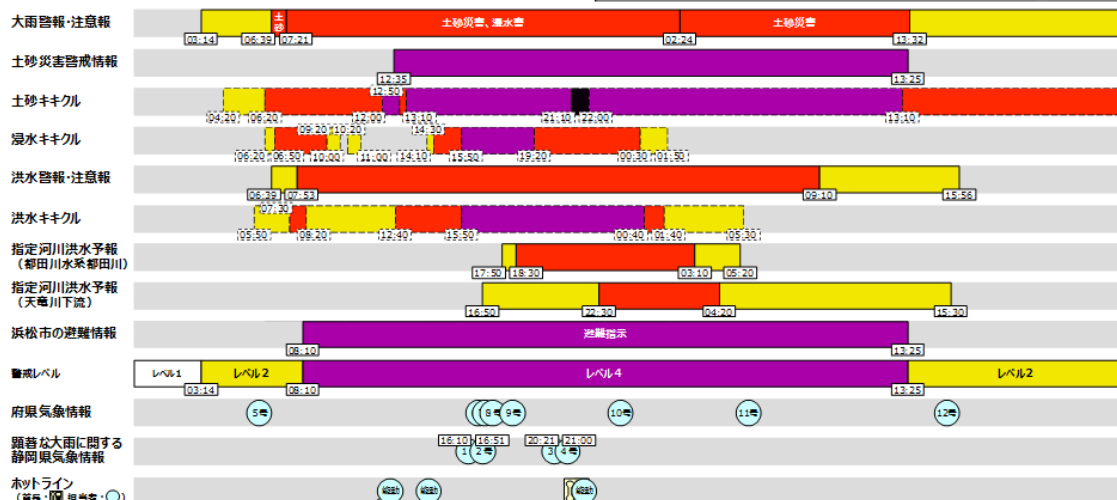 大雨警報・注意報
土砂
土砂災害、浸水害
土砂災害
03:14 06:39 07:21 02:24 13:32
土砂災害警戒情報
12:35 13:25
土砂キキクル
12:50
04:20 06:20 12:00 13:10 21:10 22:00 13:10
浸水キキクル
09:20 10:20 14:30
06:20 06:50 10:00 11:00 14:10 15:50 19:20 00:30 01:50
洪水警報・注意報
06:39 07:53 09:10 15:56
洪水キキクル
07:30
05:50 08:20 12:40 15:50 00:40 01:40 05:30
指定河川洪水予報
（都田川水系都田川）
17:50 18:30 03:10 05:20
指定河川洪水予報
（天竜川下流）
16:50 22:30 04:20 15:30
浜松市の避難情報
避難指示
08:10 13:25
警戒レベル
レベル1 レベル2 レベル4 レベル2
03:14 08:10 13:25
府県気象情報
5号 8号 9号 10号 11号 12号
顕著な大雨に関する
静岡県気象情報
16:10 16:51 20:21 21:00
1 2号 3 4号
ホットライン